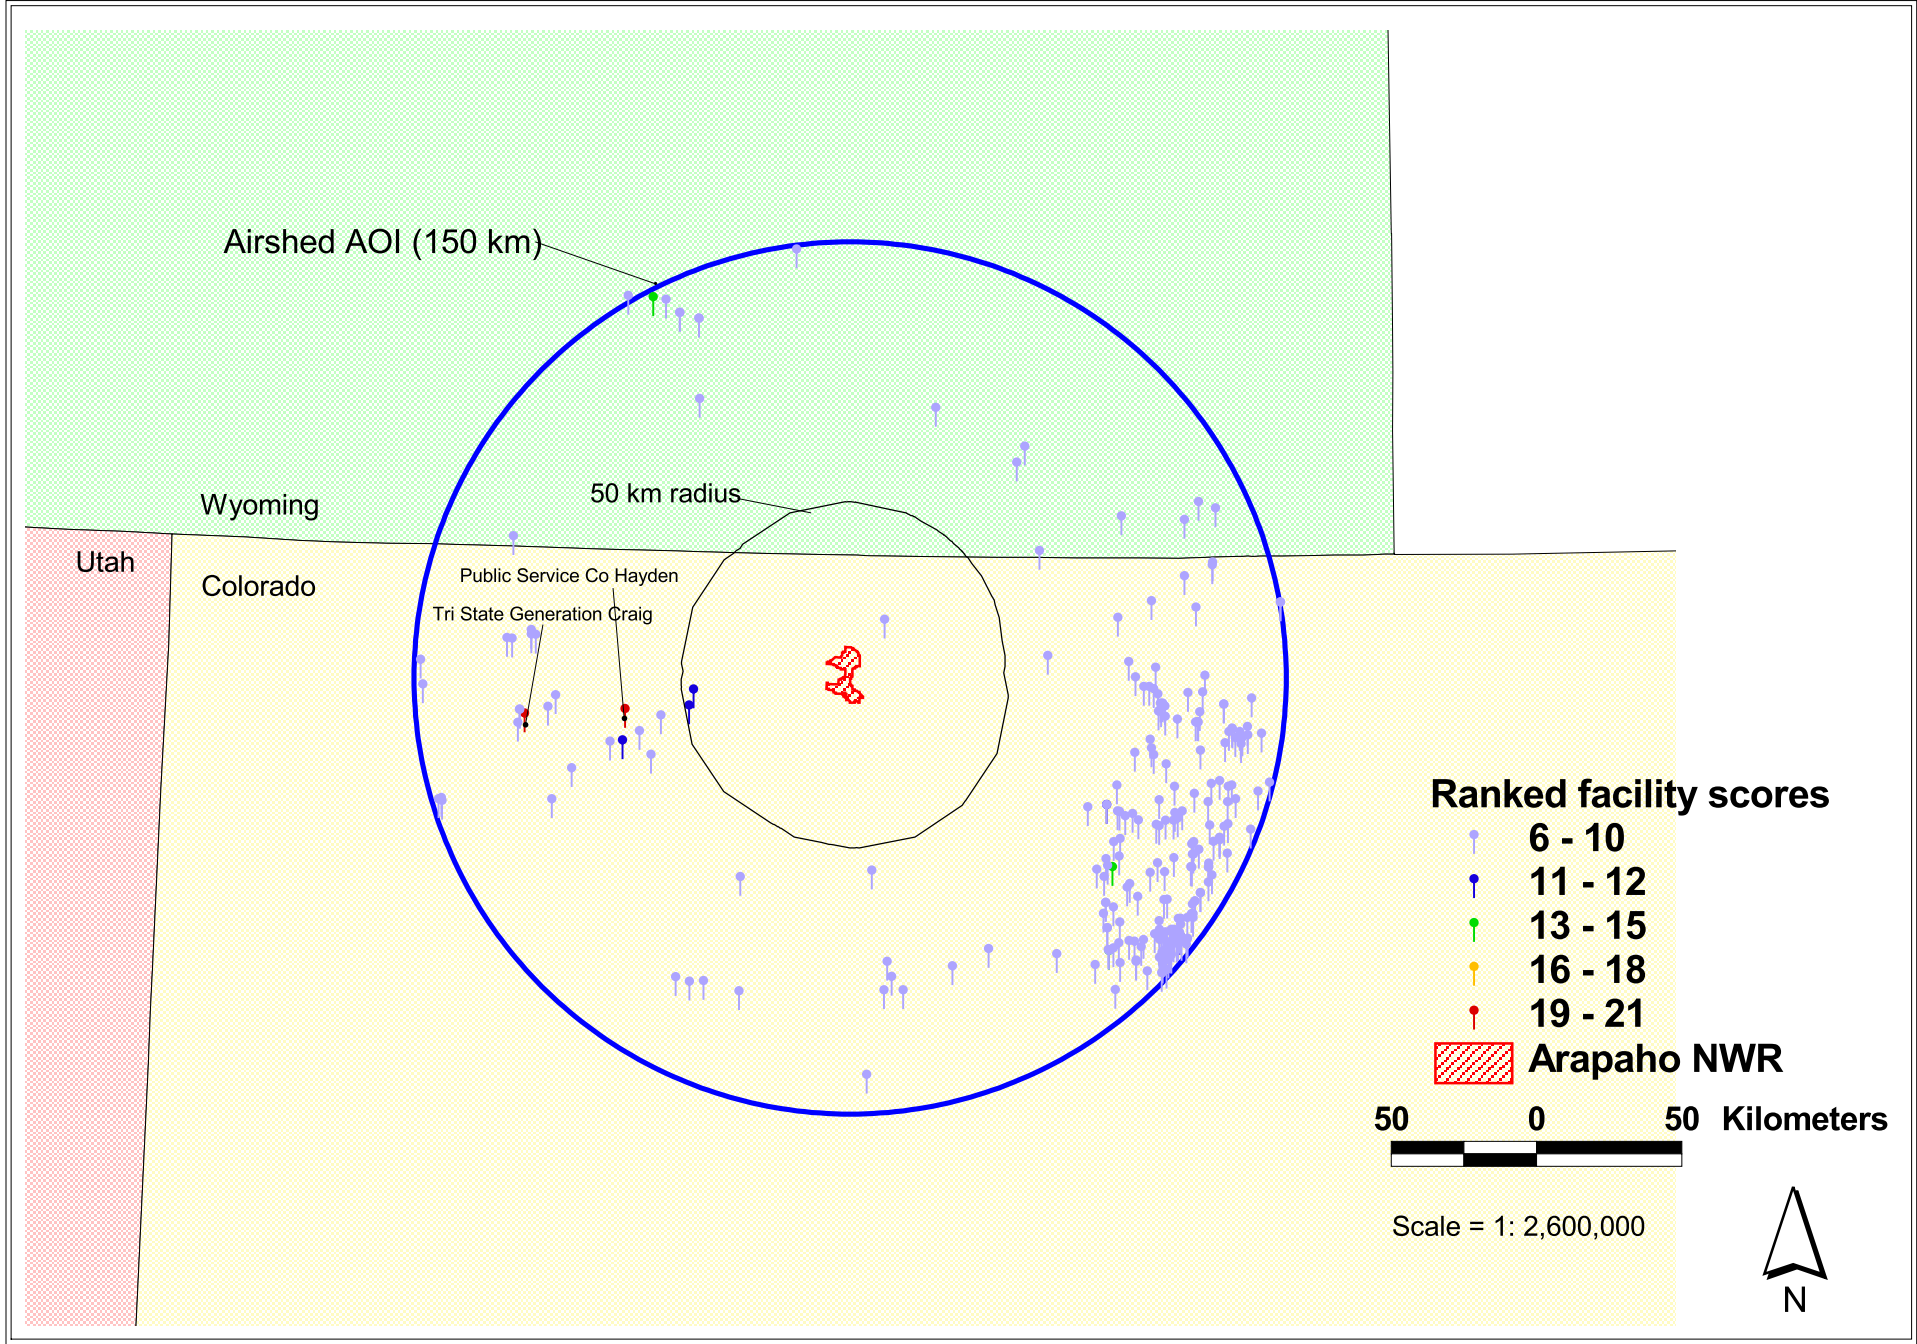 Airshed AOI (150 km)
50 km radius
Wyoming
Utah
Colorado
Public Service Co Hayden
Tri State Generation Craig
Ranked facility scores
6 - 10
11 - 12
13 - 15
16 - 18
19 - 21
Arapaho NWR
50 0 50 Kilometers
Scale = 1: 2,600,000
N